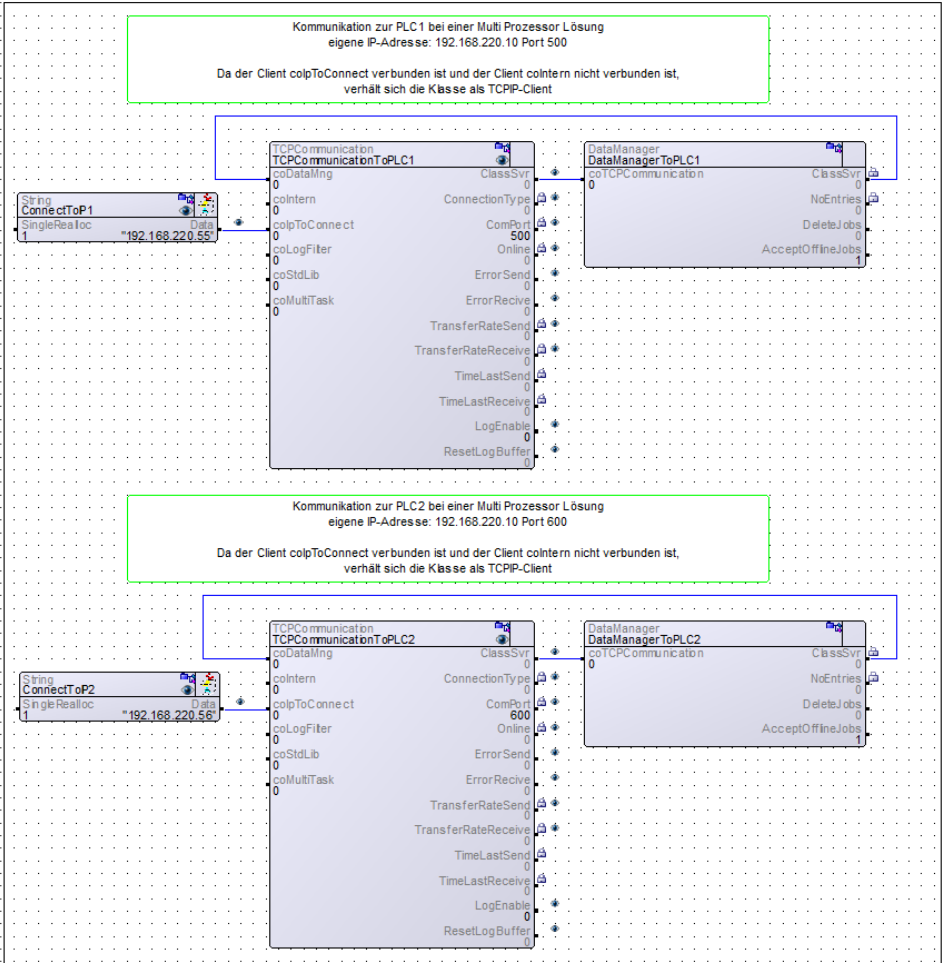 Kommunikation zur PLC1 bei einer Multi Prozessor Lösung
eigene IP-Adresse: 192.168.220.10 Port 500
Da der Client coIpToConnect verbunden ist und der Client coIntern nicht verbunden ist,
verhält sich die Klasse als TCPIP-Client
TCPCommunication
TCPCommunicationToPLC1
coDataMng ClassSvr
0 0
coIntern ConnectionType
0 0
coIpToConnect ComPort
0 500
coLogFilter Online
0 0
coStdLib ErrorSend
0 0
coMultiTask ErrorRecive
0 0
TransferRateSend
0
TransferRateReceive
0
TimeLastSend
0
TimeLastReceive
0
LogEnable
0
ResetLogBuffer
0
DataManager
DataManagerToPLC1
coTCPCommunication ClassSvr
0 0
NoEntries
0
DeleteJobs
0
AcceptOfflineJobs
1
String
ConnectToP1
SingleRealloc Data
1 "192.168.220.55"
Kommunikation zur PLC2 bei einer Multi Prozessor Lösung
eigene IP-Adresse: 192.168.220.10 Port 600
Da der Client coIpToConnect verbunden ist und der Client coIntern nicht verbunden ist,
verhält sich die Klasse als TCPIP-Client
TCPCommunication
TCPCommunicationToPLC2
coDataMng ClassSvr
0 0
coIntern ConnectionType
0 0
coIpToConnect ComPort
0 600
coLogFilter Online
0 0
coStdLib ErrorSend
0 0
coMultiTask ErrorRecive
0 0
TransferRateSend
0
TransferRateReceive
0
TimeLastSend
0
TimeLastReceive
0
LogEnable
0
ResetLogBuffer
0
DataManager
DataManagerToPLC2
coTCPCommunication ClassSvr
0 0
NoEntries
0
DeleteJobs
0
AcceptOfflineJobs
1
String
ConnectToP2
SingleRealloc Data
1 "192.168.220.56"